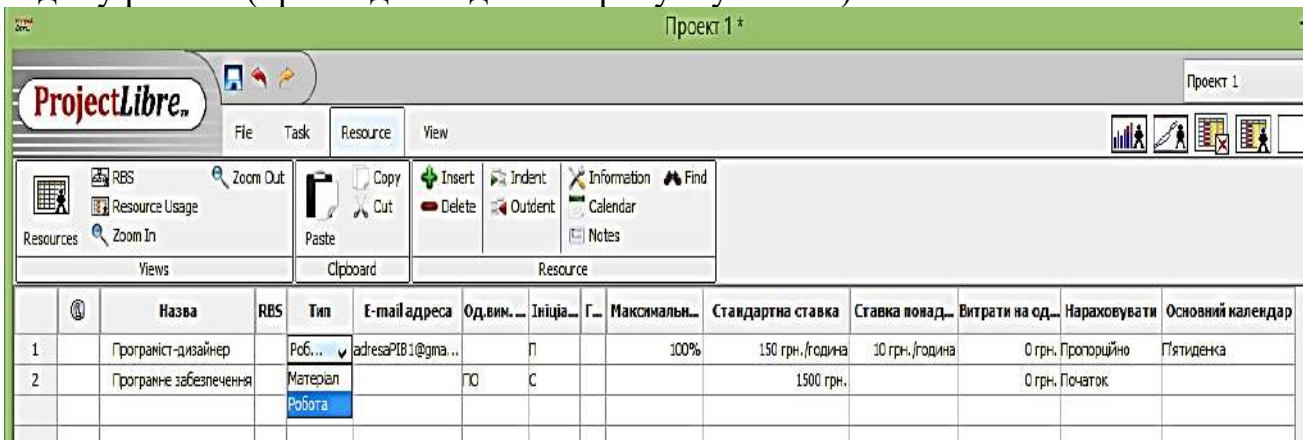 Проект 1 *
ProjectLibre
Проект 1
File Task Resource View
RBS Zoom Out Copy Insert Indent Information Find
Resource Usage Cut Delete Outdent Calendar
Resources Zoom In Paste Notes
Views Clipboard Resource
Назва RBS Тип E-mail адреса Од.вим.... Ініціа... Г... Максимальн... Стандартна ставка Ставка понад... Витрати на од... Нараховувати Основний календар
1 Програміст-дизайнер Роб... adresaPIB1@gma... П 100% 150 грн./година 10 грн./година 0 грн. Пропорційно П'ятиденка
2 Програмне забезпечення Матеріал ПО С 1500 грн. 0 грн. Початок
Робота